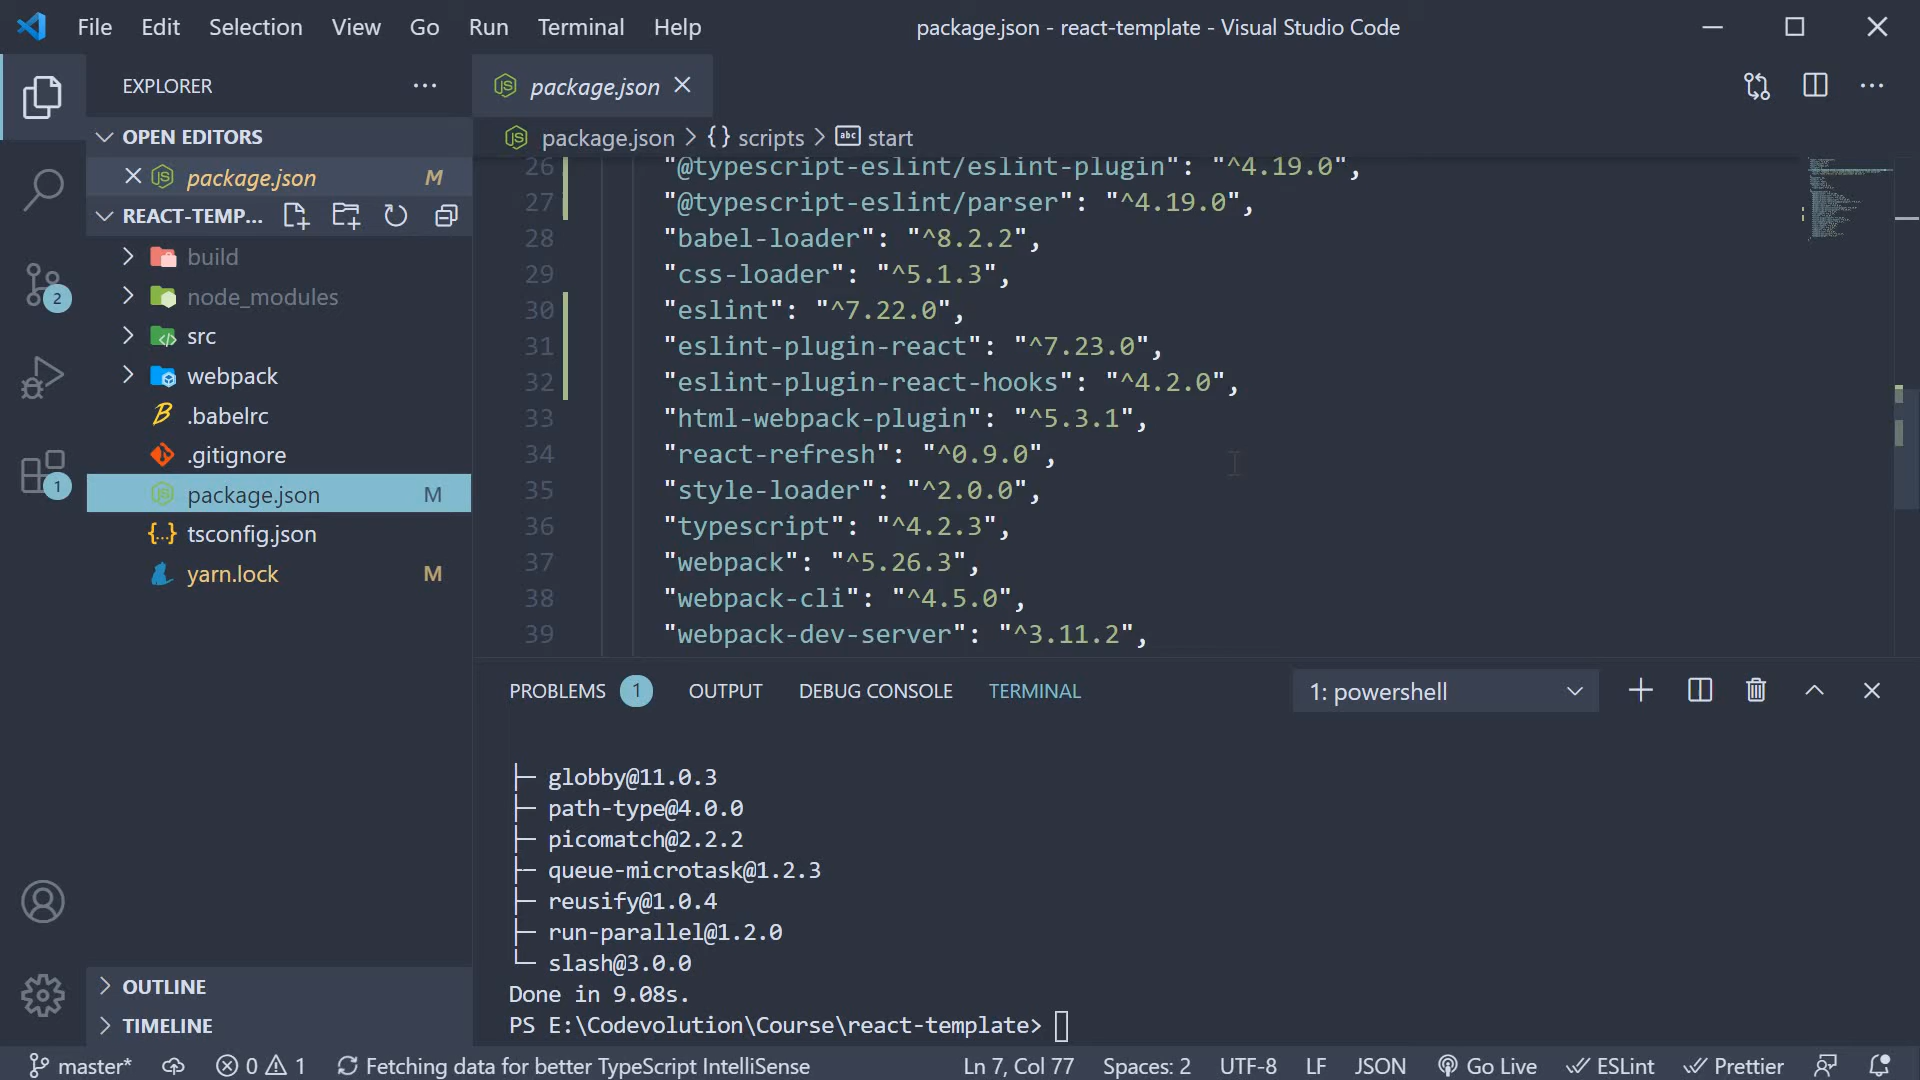 File Edit Selection View Go Run Terminal Help
package.json - react-template - Visual Studio Code
EXPLORER
package.json
OPEN EDITORS
package.json M
REACT-TEMP...
build
node_modules
src
webpack
.babelrc
.gitignore
package.json M
tsconfig.json
yarn.lock M
OUTLINE
TIMELINE
2
1
package.json > {} scripts > abc start
26 "@typescript-eslint/eslint-plugin": "^4.19.0",
27 "@typescript-eslint/parser": "^4.19.0",
28 "babel-loader": "^8.2.2",
29 "css-loader": "^5.1.3",
30 "eslint": "^7.22.0",
31 "eslint-plugin-react": "^7.23.0",
32 "eslint-plugin-react-hooks": "^4.2.0",
33 "html-webpack-plugin": "^5.3.1",
34 "react-refresh": "^0.9.0",
35 "style-loader": "^2.0.0",
36 "typescript": "^4.2.3",
37 "webpack": "^5.26.3",
38 "webpack-cli": "^4.5.0",
39 "webpack-dev-server": "^3.11.2",
PROBLEMS 1 OUTPUT DEBUG CONSOLE TERMINAL 1: powershell
├─ globby@11.0.3
├─ path-type@4.0.0
├─ picomatch@2.2.2
├─ queue-microtask@1.2.3
├─ reusify@1.0.4
├─ run-parallel@1.2.0
└─ slash@3.0.0
Done in 9.08s.
PS E:\Codevolution\Course\react-template>
master* 0 1 Fetching data for better TypeScript IntelliSense Ln 7, Col 77 Spaces: 2 UTF-8 LF JSON Go Live ESLint Prettier